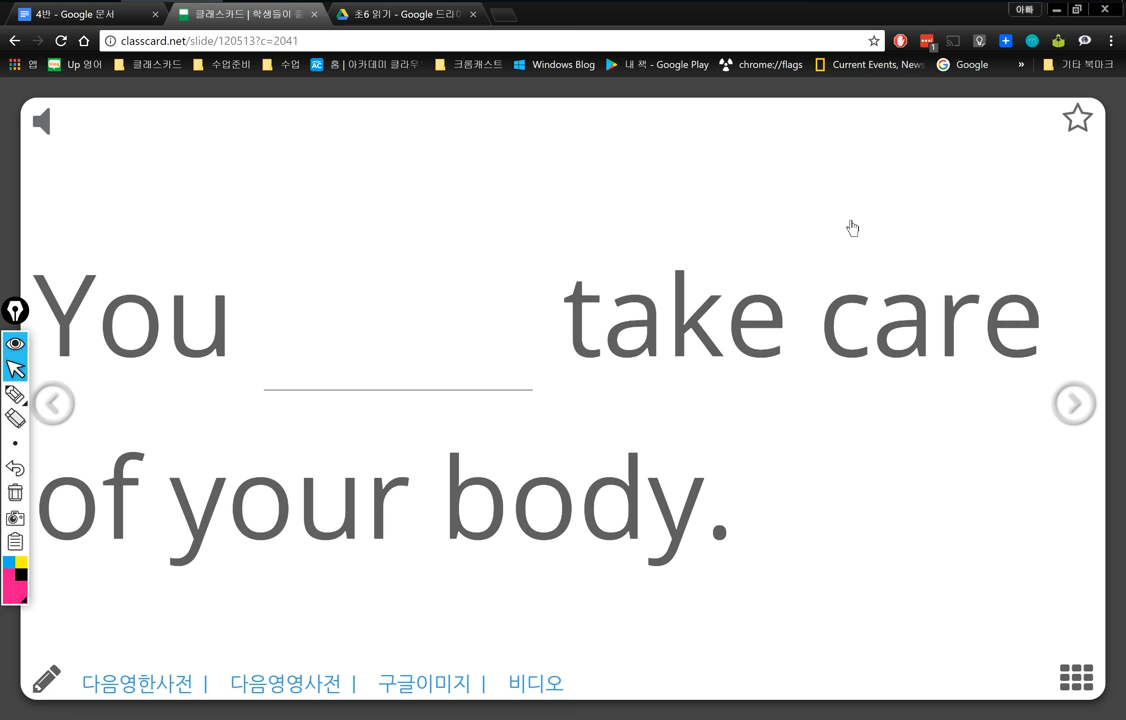 4반 - Google 문서
클래스카드 | 학생들이 좋
초6 읽기 - Google 드라이
아빠
classcard.net/slide/120513?c=2041
앱 Up 영어 클래스카드 수업준비 수업 홈 | 아카데미 클라우 크롬캐스트 Windows Blog 내 책 - Google Play chrome://flags Current Events, News Google » 기타 북마크
You ______ take care
of your body.
다음영한사전 | 다음영영사전 | 구글이미지 | 비디오